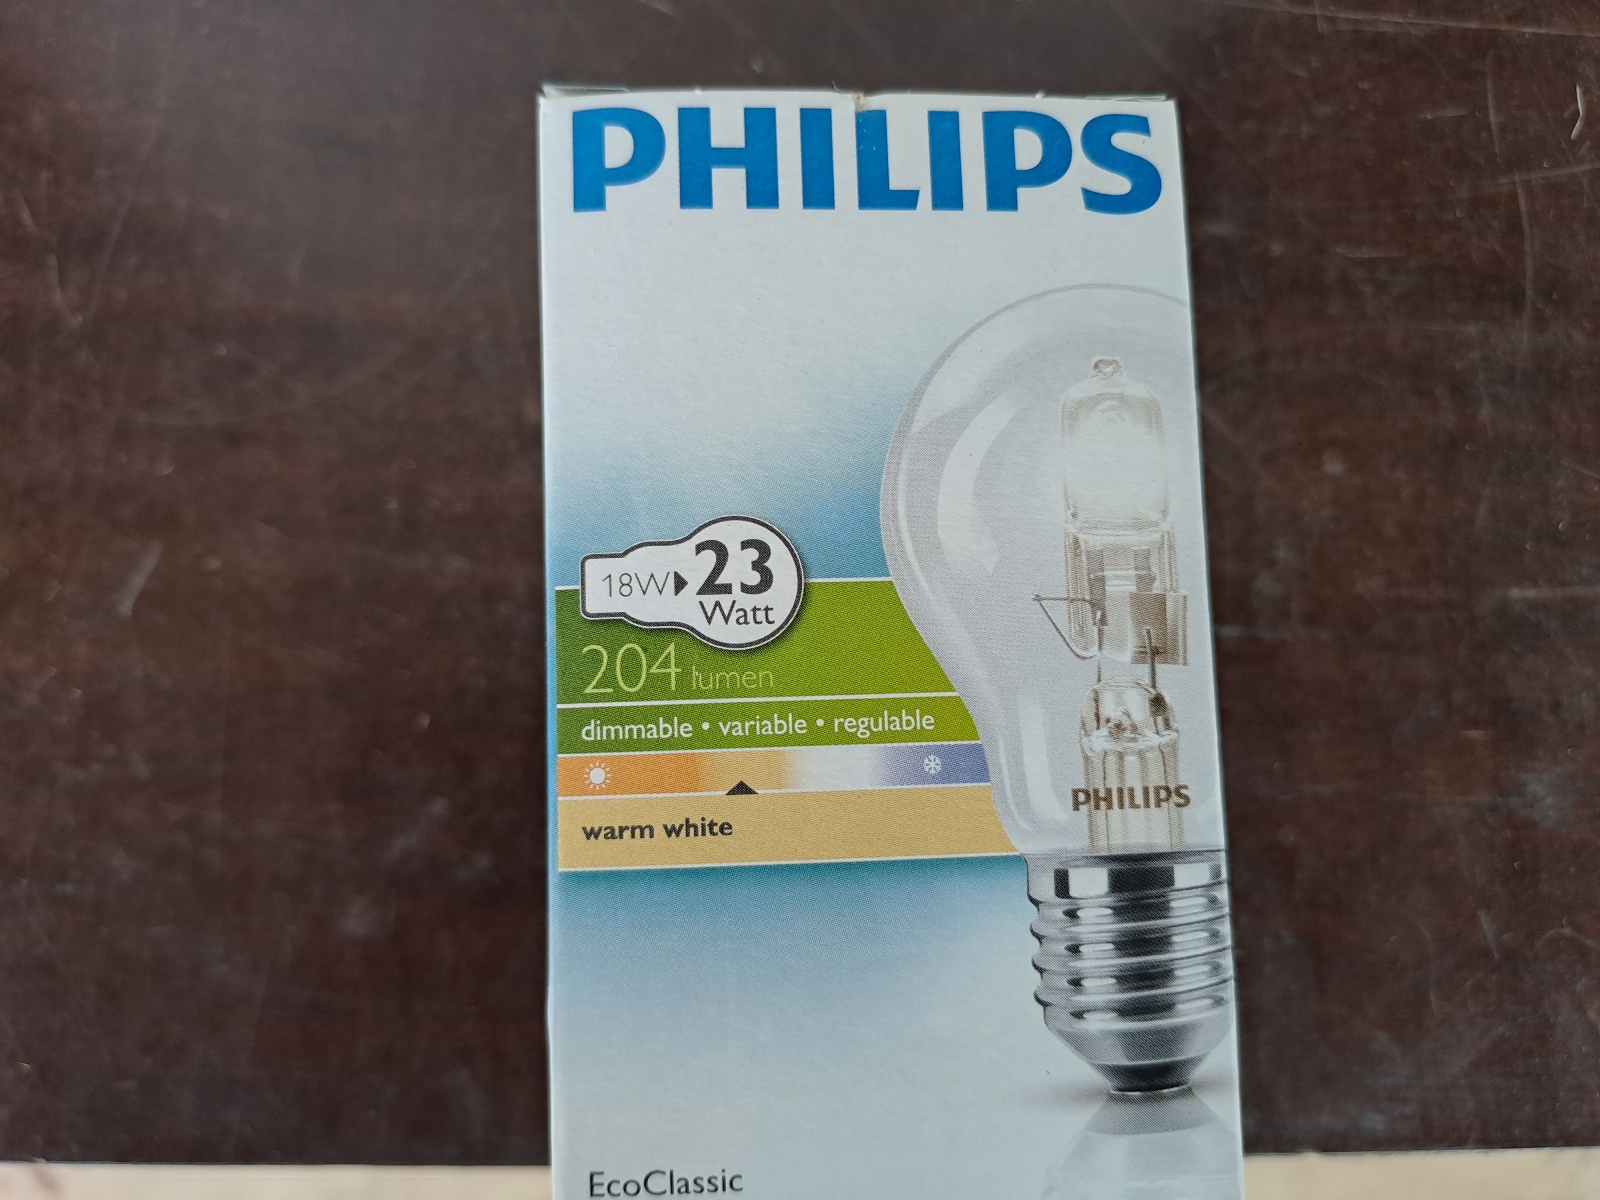 PHILIPS
18W 23
Watt
204 lumen
dimmable • variable • regulable
warm white
PHILIPS
EcoClassic